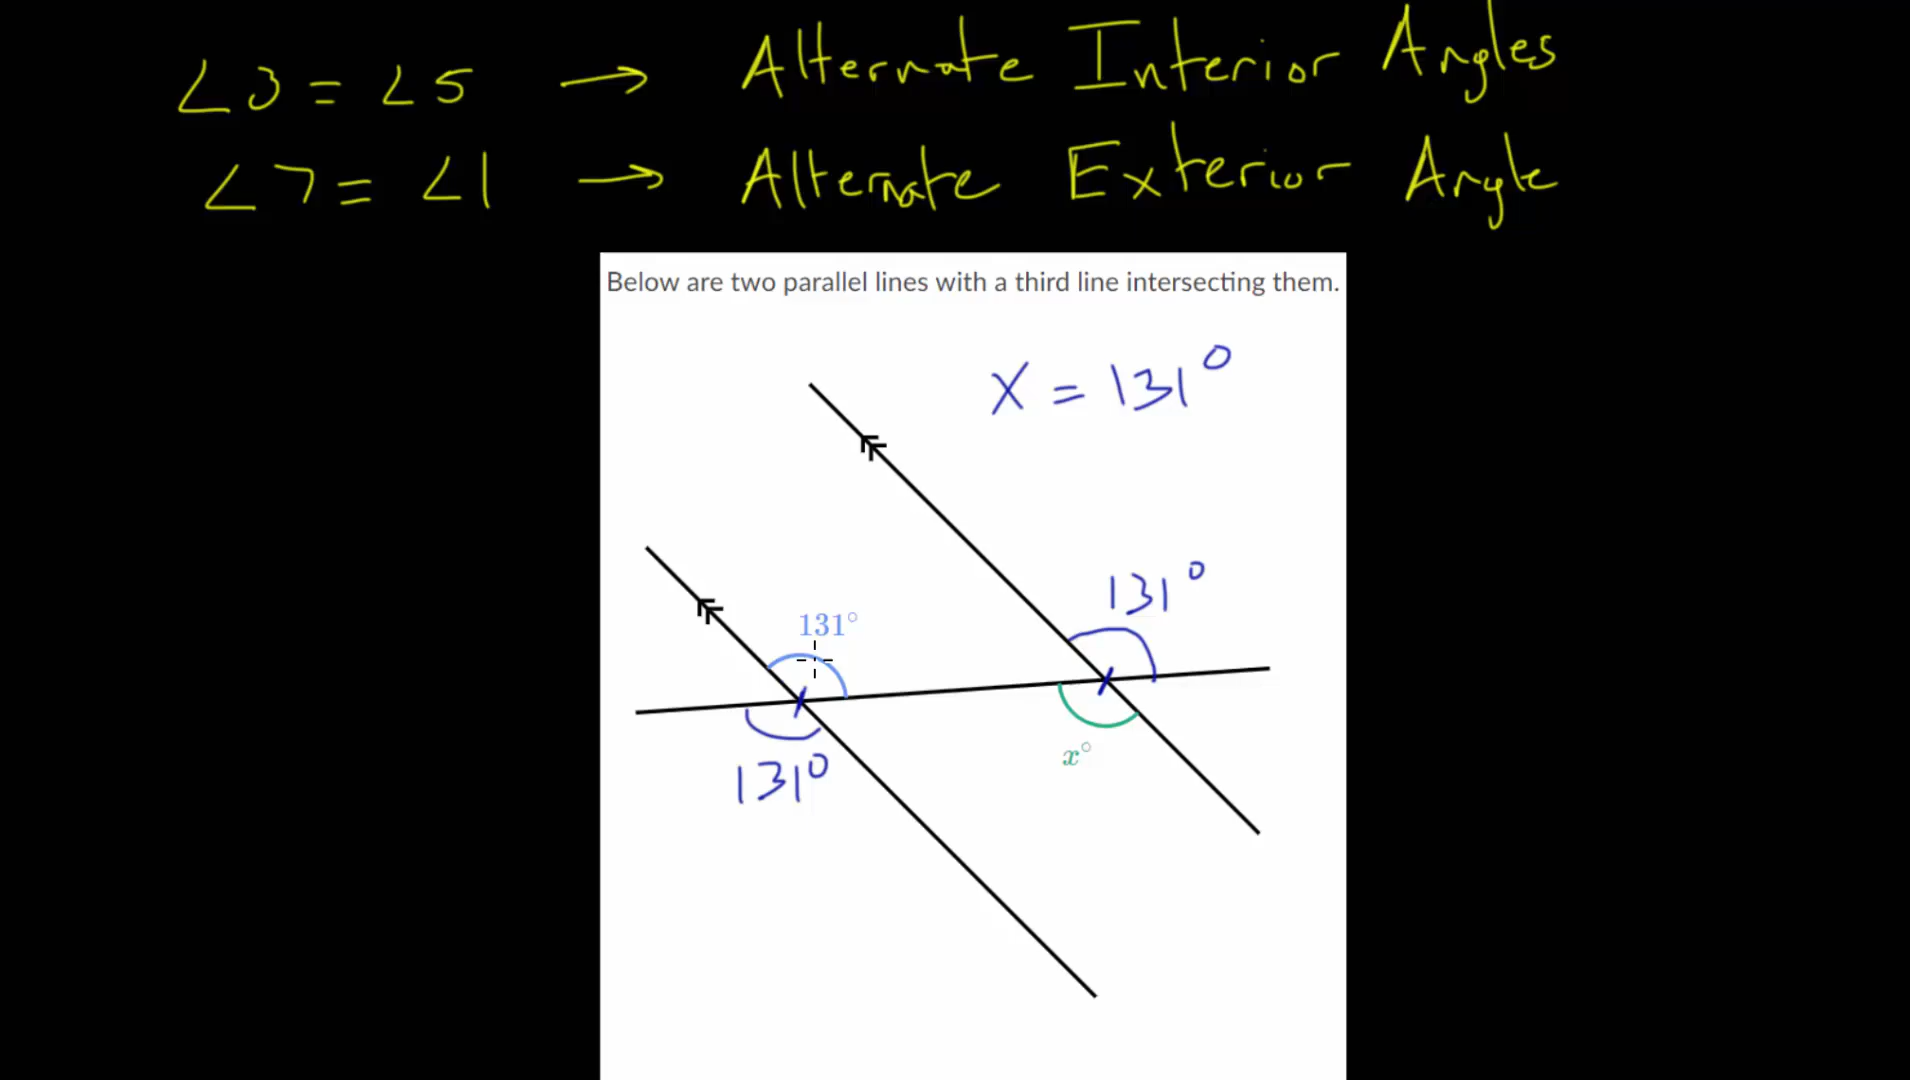 ∠3 = ∠5 → Alternate Interior Angles
∠7 = ∠1 → Alternate Exterior Angle
Below are two parallel lines with a third line intersecting them.
X = 131°
131°
131°
x°
131°